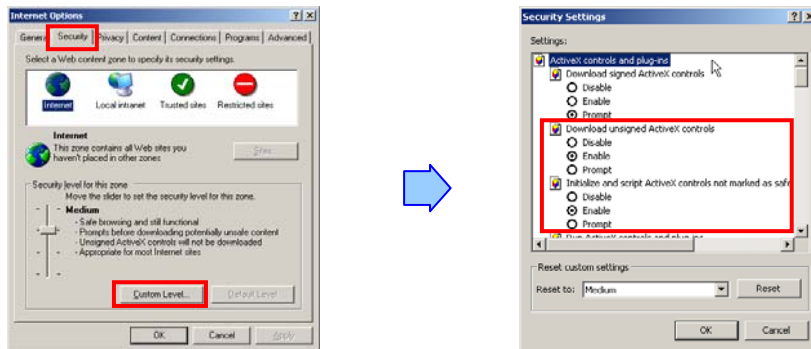 Internet Options
General Security Privacy Content Connections Programs Advanced
Select a Web content zone to specify its security settings.
Internet Local intranet Trusted sites Restricted sites
Internet
This zone contains all Web sites you
haven't placed in other zones
Sites...
Security level for this zone
Move the slider to set the security level for this zone.
Medium
- Safe browsing and still functional
- Prompts before downloading potentially unsafe content
- Unsigned ActiveX controls will not be downloaded
- Appropriate for most Internet sites
Custom Level... Default Level
OK Cancel Apply
Security Settings
Settings:
ActiveX controls and plug-ins
Download signed ActiveX controls
Disable
Enable
Prompt
Download unsigned ActiveX controls
Disable
Enable
Prompt
Initialize and script ActiveX controls not marked as safe
Disable
Enable
Prompt
Run ActiveX controls and plug-ins
Reset custom settings
Reset to: Medium Reset
OK Cancel